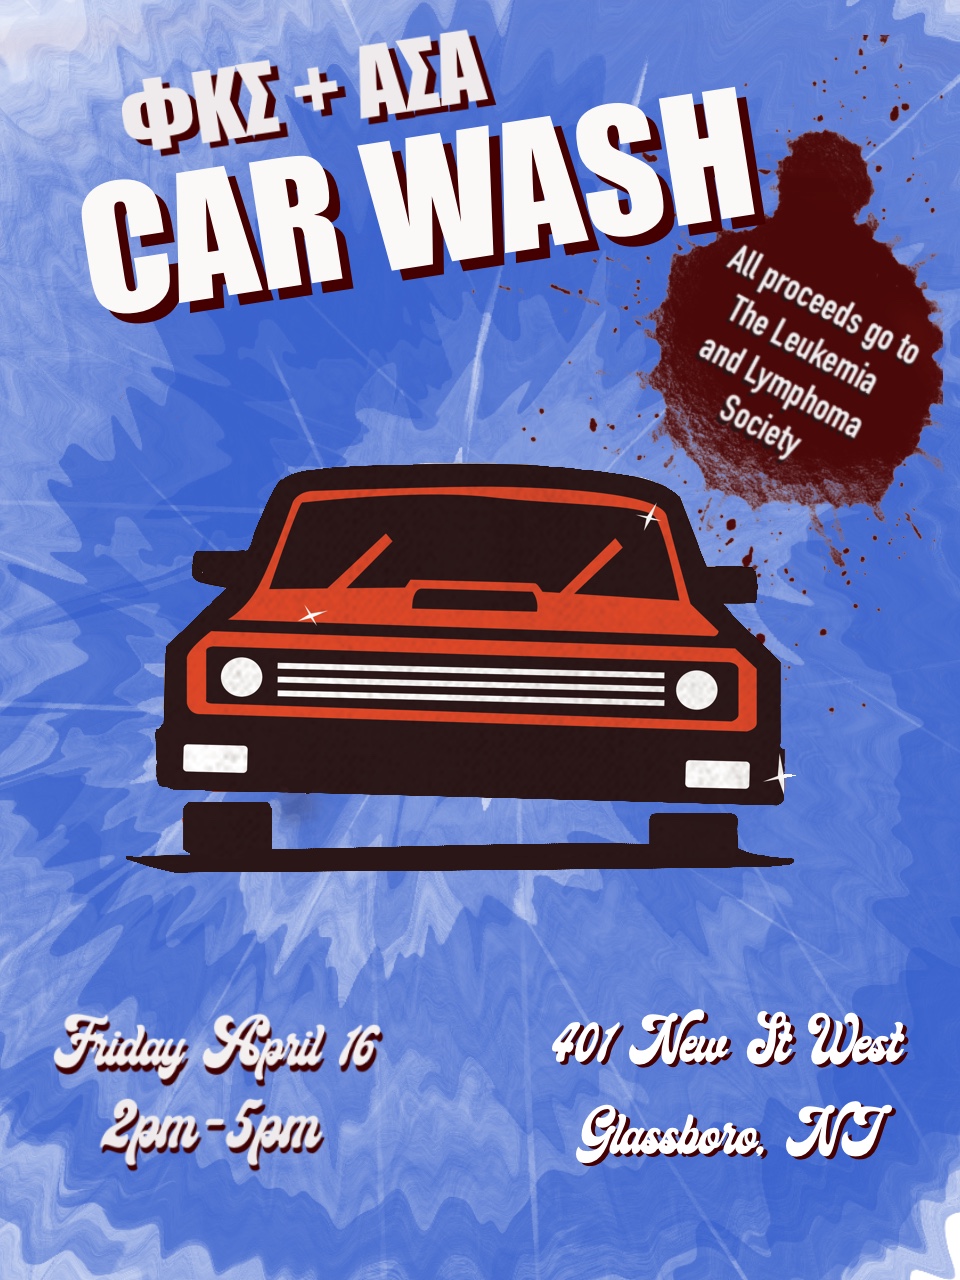 ΦΚΣ + ΑΣΑ
CAR WASH
All proceeds go to
The Leukemia
and Lymphoma
Society
Friday April 16
2pm-5pm
401 New St West
Glassboro, NJ